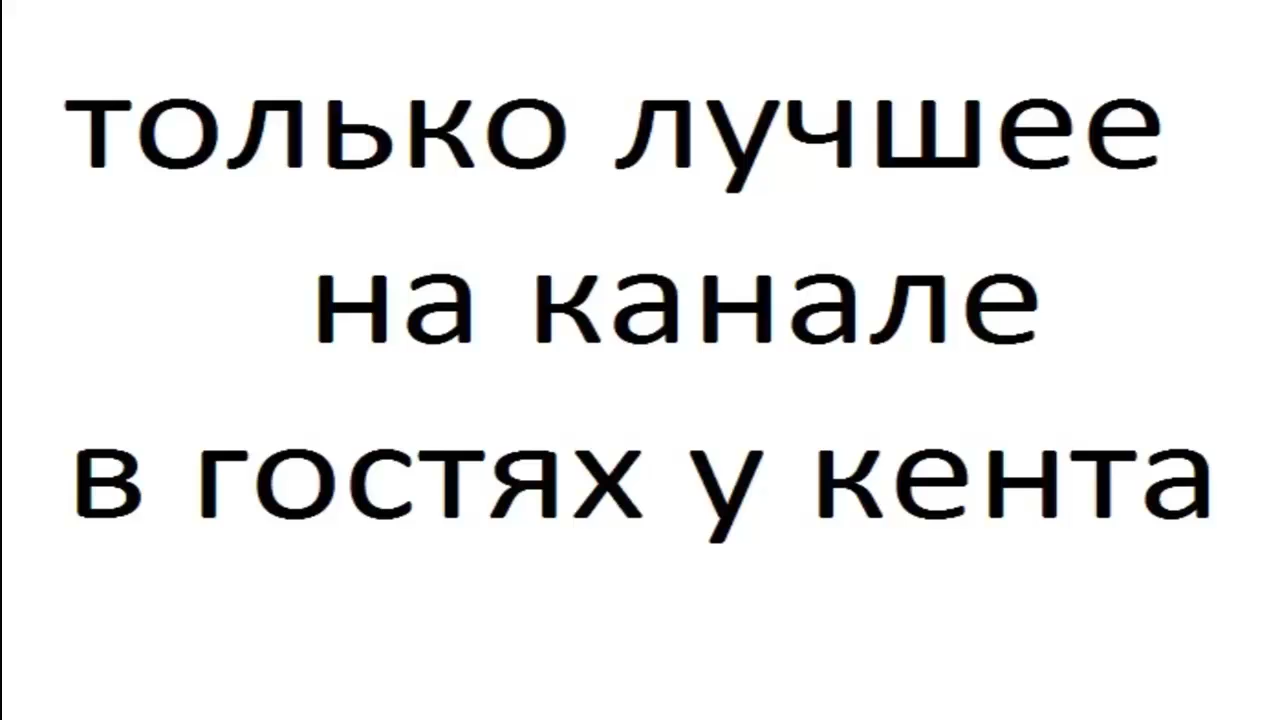 только лучшее
на канале
в гостях у кента